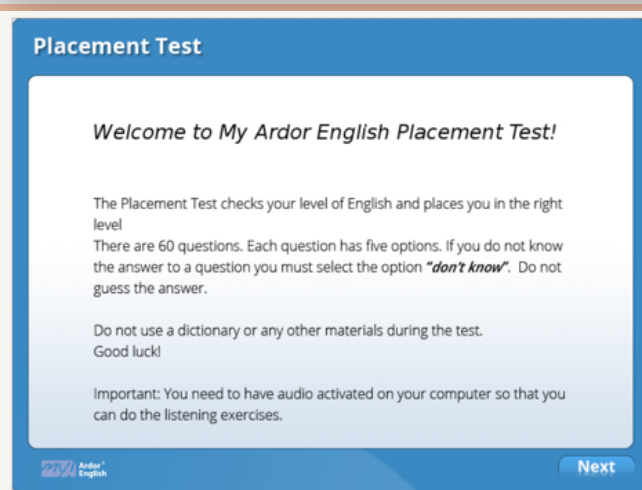 Placement Test
Welcome to My Ardor English Placement Test!
The Placement Test checks your level of English and places you in the right
level
There are 60 questions. Each question has five options. If you do not know
the answer to a question you must select the option "don't know". Do not
guess the answer.
Do not use a dictionary or any other materials during the test.
Good luck!
Important: You need to have audio activated on your computer so that you
can do the listening exercises.
my Ardor
English
Next